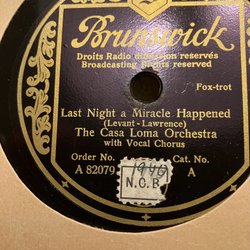 Brunswick
Droits Radio diffusion reservés
Broadcasting Rights reserved
Fox-trot
Last Night a Miracle Happened
(Levant-Lawrence)
The Casa Loma Orchestra
with Vocal Chorus
Order No.
Cat. No.
A 82079
1940
A
N.C.B.